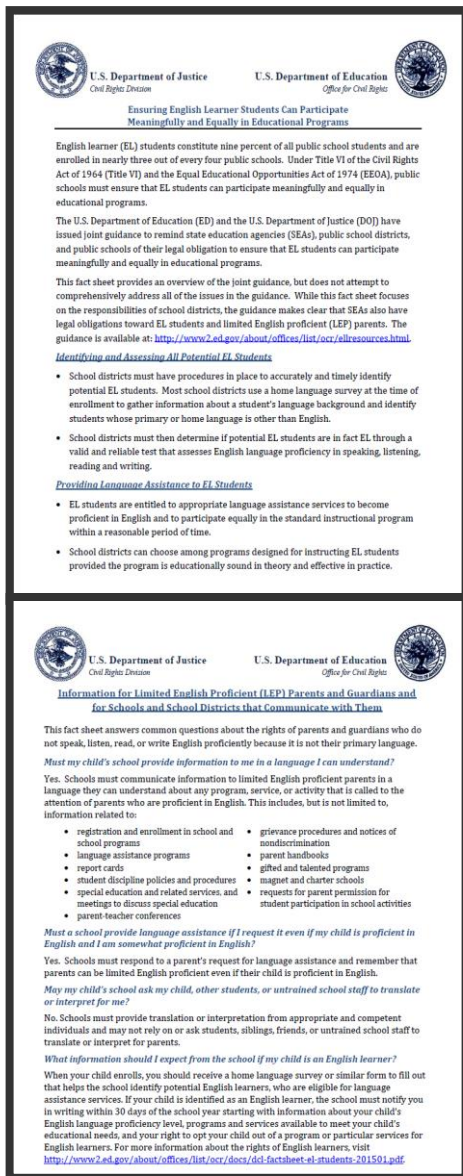 U.S. Department of Justice
Civil Rights Division
U.S. Department of Education
Office for Civil Rights
Ensuring English Learner Students Can Participate
Meaningfully and Equally in Educational Programs
English learner (EL) students constitute nine percent of all public school students and are
enrolled in nearly three out of every four public schools. Under Title VI of the Civil Rights
Act of 1964 (Title VI) and the Equal Educational Opportunities Act of 1974 (EEOA), public
schools must ensure that EL students can participate meaningfully and equally in
educational programs.
The U.S. Department of Education (ED) and the U.S. Department of Justice (DOJ) have
issued joint guidance to remind state education agencies (SEAs), public school districts,
and public schools of their legal obligation to ensure that EL students can participate
meaningfully and equally in educational programs.
This fact sheet provides an overview of the joint guidance, but does not attempt to
comprehensively address all of the issues in the guidance. While this fact sheet focuses
on the responsibilities of school districts, the guidance makes clear that SEAs also have
legal obligations toward EL students and limited English proficient (LEP) parents. The
guidance is available at: http://www2.ed.gov/about/offices/list/ocr/ellresources.html.
Identifying and Assessing All Potential EL Students
• School districts must have procedures in place to accurately and timely identify
potential EL students. Most school districts use a home language survey at the time of
enrollment to gather information about a student's language background and identify
students whose primary or home language is other than English.
• School districts must then determine if potential EL students are in fact EL through a
valid and reliable test that assesses English language proficiency in speaking, listening,
reading and writing.
Providing Language Assistance to EL Students
• EL students are entitled to appropriate language assistance services to become
proficient in English and to participate equally in the standard instructional program
within a reasonable period of time.
• School districts can choose among programs designed for instructing EL students
provided the program is educationally sound in theory and effective in practice.
U.S. Department of Justice
Civil Rights Division
U.S. Department of Education
Office for Civil Rights
Information for Limited English Proficient (LEP) Parents and Guardians and
for Schools and School Districts that Communicate with Them
This fact sheet answers common questions about the rights of parents and guardians who do
not speak, listen, read, or write English proficiently because it is not their primary language.
Must my child's school provide information to me in a language I can understand?
Yes. Schools must communicate information to limited English proficient parents in a
language they can understand about any program, service, or activity that is called to the
attention of parents who are proficient in English. This includes, but is not limited to,
information related to:
• registration and enrollment in school and
school programs
• language assistance programs
• report cards
• student discipline policies and procedures
• special education and related services, and
meetings to discuss special education
• parent-teacher conferences
• grievance procedures and notices of
nondiscrimination
• parent handbooks
• gifted and talented programs
• magnet and charter schools
• requests for parent permission for
student participation in school activities
Must a school provide language assistance if I request it even if my child is proficient in
English and I am somewhat proficient in English?
Yes. Schools must respond to a parent's request for language assistance and remember that
parents can be limited English proficient even if their child is proficient in English.
May my child's school ask my child, other students, or untrained school staff to translate
or interpret for me?
No. Schools must provide translation or interpretation from appropriate and competent
individuals and may not rely on or ask students, siblings, friends, or untrained school staff to
translate or interpret for parents.
What information should I expect from the school if my child is an English learner?
When your child enrolls, you should receive a home language survey or similar form to fill out
that helps the school identify potential English learners, who are eligible for language
assistance services. If your child is identified as an English learner, the school must notify you
in writing within 30 days of the school year starting with information about your child's
English language proficiency level, programs and services available to meet your child's
educational needs, and your right to opt your child out of a program or particular services for
English learners. For more information about the rights of English learners, visit
http://www2.ed.gov/about/offices/list/ocr/docs/dcl-factsheet-el-students-201501.pdf.